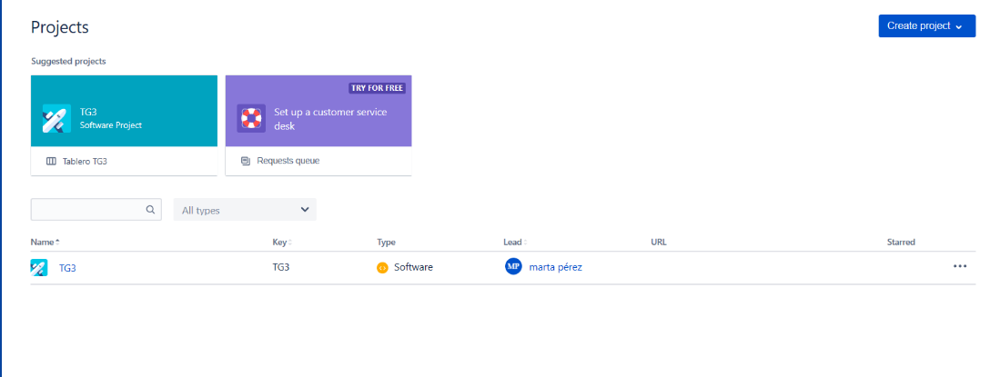 Projects
Create project
Suggested projects
TRY FOR FREE
TG3
Software Project
Set up a customer service
desk
Tablero TG3
Requests queue
All types
Name Key Type Lead URL Starred
TG3 TG3 Software MP marta pérez